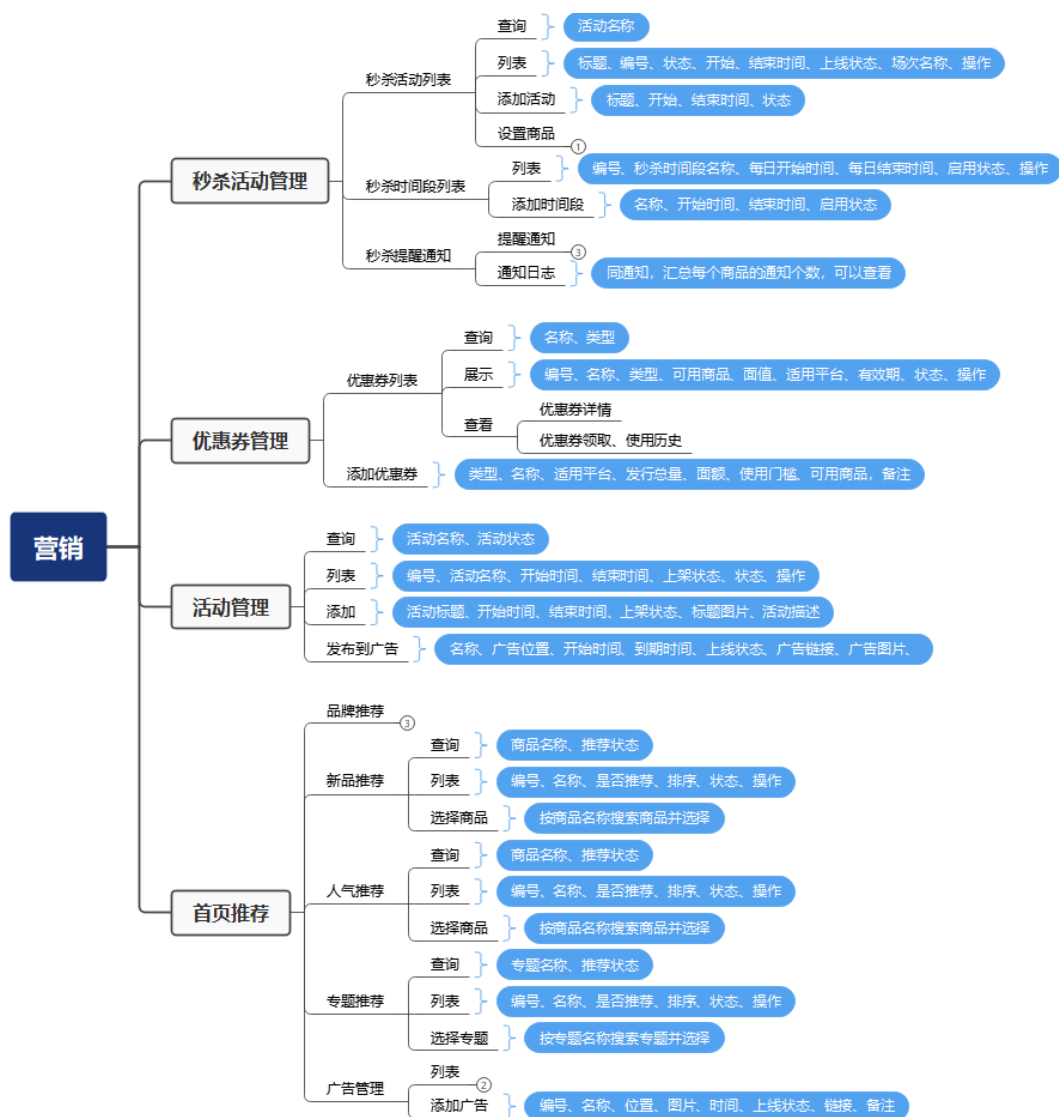 营销
秒杀活动管理
秒杀活动列表
查询
活动名称
列表
标题、编号、状态、开始、结束时间、上线状态、场次名称、操作
添加活动
标题、开始、结束时间、状态
设置商品
1
秒杀时间段列表
列表
编号、秒杀时间段名称、每日开始时间、每日结束时间、启用状态、操作
添加时间段
名称、开始时间、结束时间、启用状态
秒杀提醒通知
提醒通知
3
通知日志
同通知，汇总每个商品的通知个数，可以查看
优惠券管理
优惠券列表
查询
名称、类型
展示
编号、名称、类型、可用商品、面值、适用平台、有效期、状态、操作
查看
优惠券详情
优惠券领取、使用历史
添加优惠券
类型、名称、适用平台、发行总量、面额、使用门槛、可用商品，备注
活动管理
查询
活动名称、活动状态
列表
编号、活动名称、开始时间、结束时间、上架状态、状态、操作
添加
活动标题、开始时间、结束时间、上架状态、标题图片、活动描述
发布到广告
名称、广告位置、开始时间、到期时间、上线状态、广告链接、广告图片、
首页推荐
品牌推荐
3
新品推荐
查询
商品名称、推荐状态
列表
编号、名称、是否推荐、排序、状态、操作
选择商品
按商品名称搜索商品并选择
人气推荐
查询
商品名称、推荐状态
列表
编号、名称、是否推荐、排序、状态、操作
选择商品
按商品名称搜索商品并选择
专题推荐
查询
专题名称、推荐状态
列表
编号、名称、是否推荐、排序、状态、操作
选择专题
按专题名称搜索专题并选择
广告管理
列表
2
添加广告
编号、名称、位置、图片、时间、上线状态、链接、备注